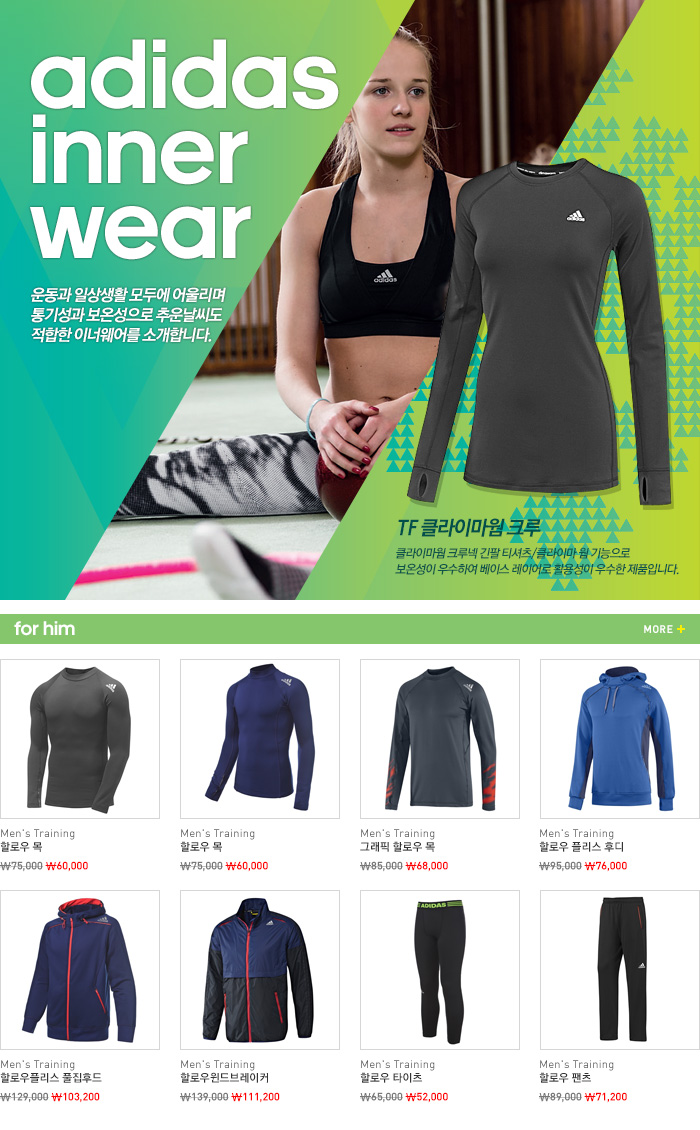 adidas
inner
wear
운동과 일상생활 모두에 어울리며
통기성과 보온성으로 추운날씨도
적합한 이너웨어를 소개합니다.
adidas
adidas
TF 클라이마웜 크루
클라이마웜 크루넥 긴팔 티셔츠/클라이마웜 기능으로
보온성이 우수하여 베이스 레이어로 활용성이 우수한 제품입니다.
for him
MORE +
Men's Training
할로우 목
₩75,000 ₩60,000
Men's Training
할로우 목
₩75,000 ₩60,000
Men's Training
그래픽 할로우 목
₩85,000 ₩68,000
Men's Training
할로우 플리스 후디
₩95,000 ₩76,000
ADIDAS
Men's Training
할로우플리스 풀집후드
₩129,000 ₩103,200
Men's Training
할로우윈드브레이커
₩139,000 ₩111,200
Men's Training
할로우 타이츠
₩65,000 ₩52,000
Men's Training
할로우 팬츠
₩89,000 ₩71,200